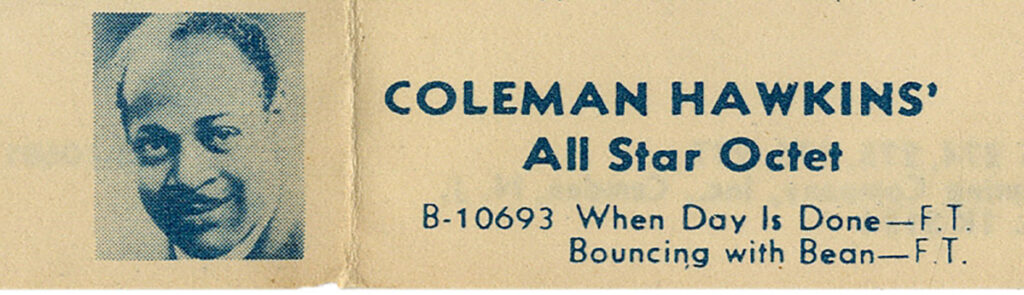 COLEMAN HAWKINS'
All Star Octet
B-10693 When Day Is Done—F.T.
Bouncing with Bean—F.T.